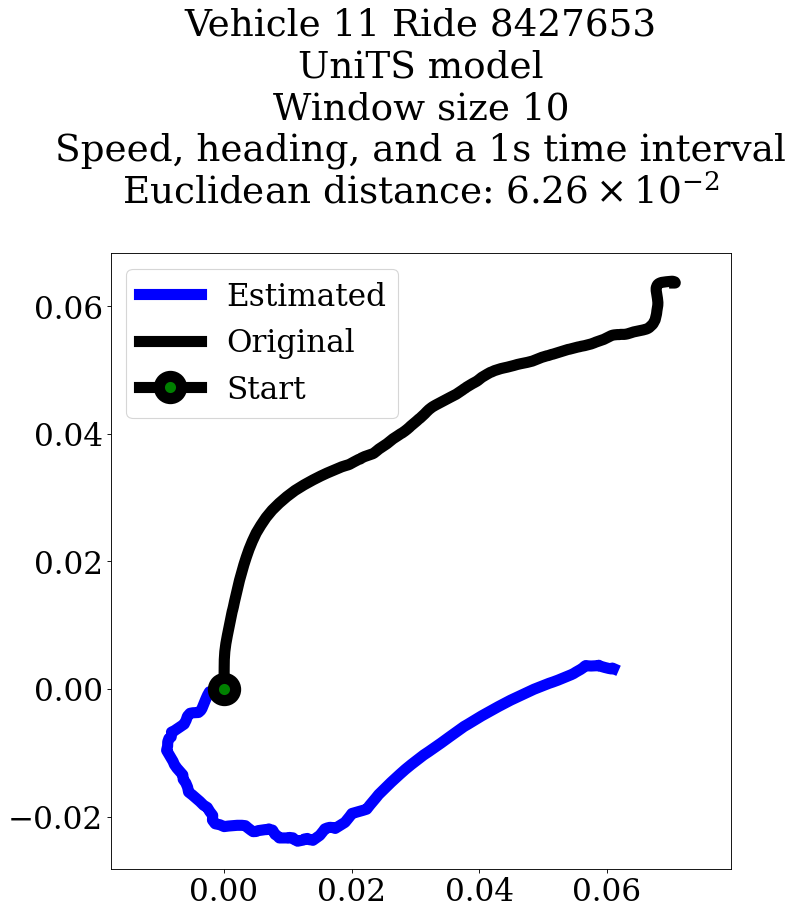 Vehicle 11 Ride 8427653
UniTS model
Window size 10
Speed, heading, and a 1s time interval
Euclidean distance: 6.26 × 10⁻²
Estimated
Original
Start
0.06
0.04
0.02
0.00
−0.02
0.00 0.02 0.04 0.06